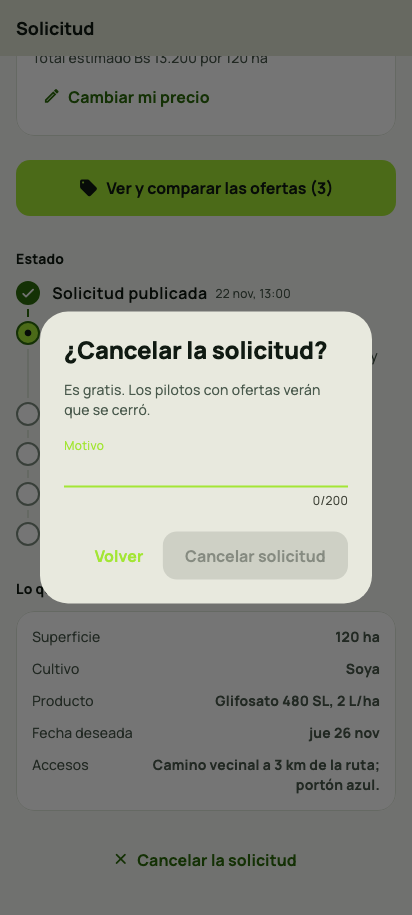 Solicitud
Total estimado Bs 13.200 por 120 ha
Cambiar mi precio
Ver y comparar las ofertas (3)
Estado
Solicitud publicada 22 nov, 13:00
y
¿Cancelar la solicitud?
Es gratis. Los pilotos con ofertas verán
que se cerró.
Motivo
0/200
Volver Cancelar solicitud
Superficie 120 ha
Cultivo Soya
Producto Glifosato 480 SL, 2 L/ha
Fecha deseada jue 26 nov
Accesos Camino vecinal a 3 km de la ruta;
portón azul.
Cancelar la solicitud